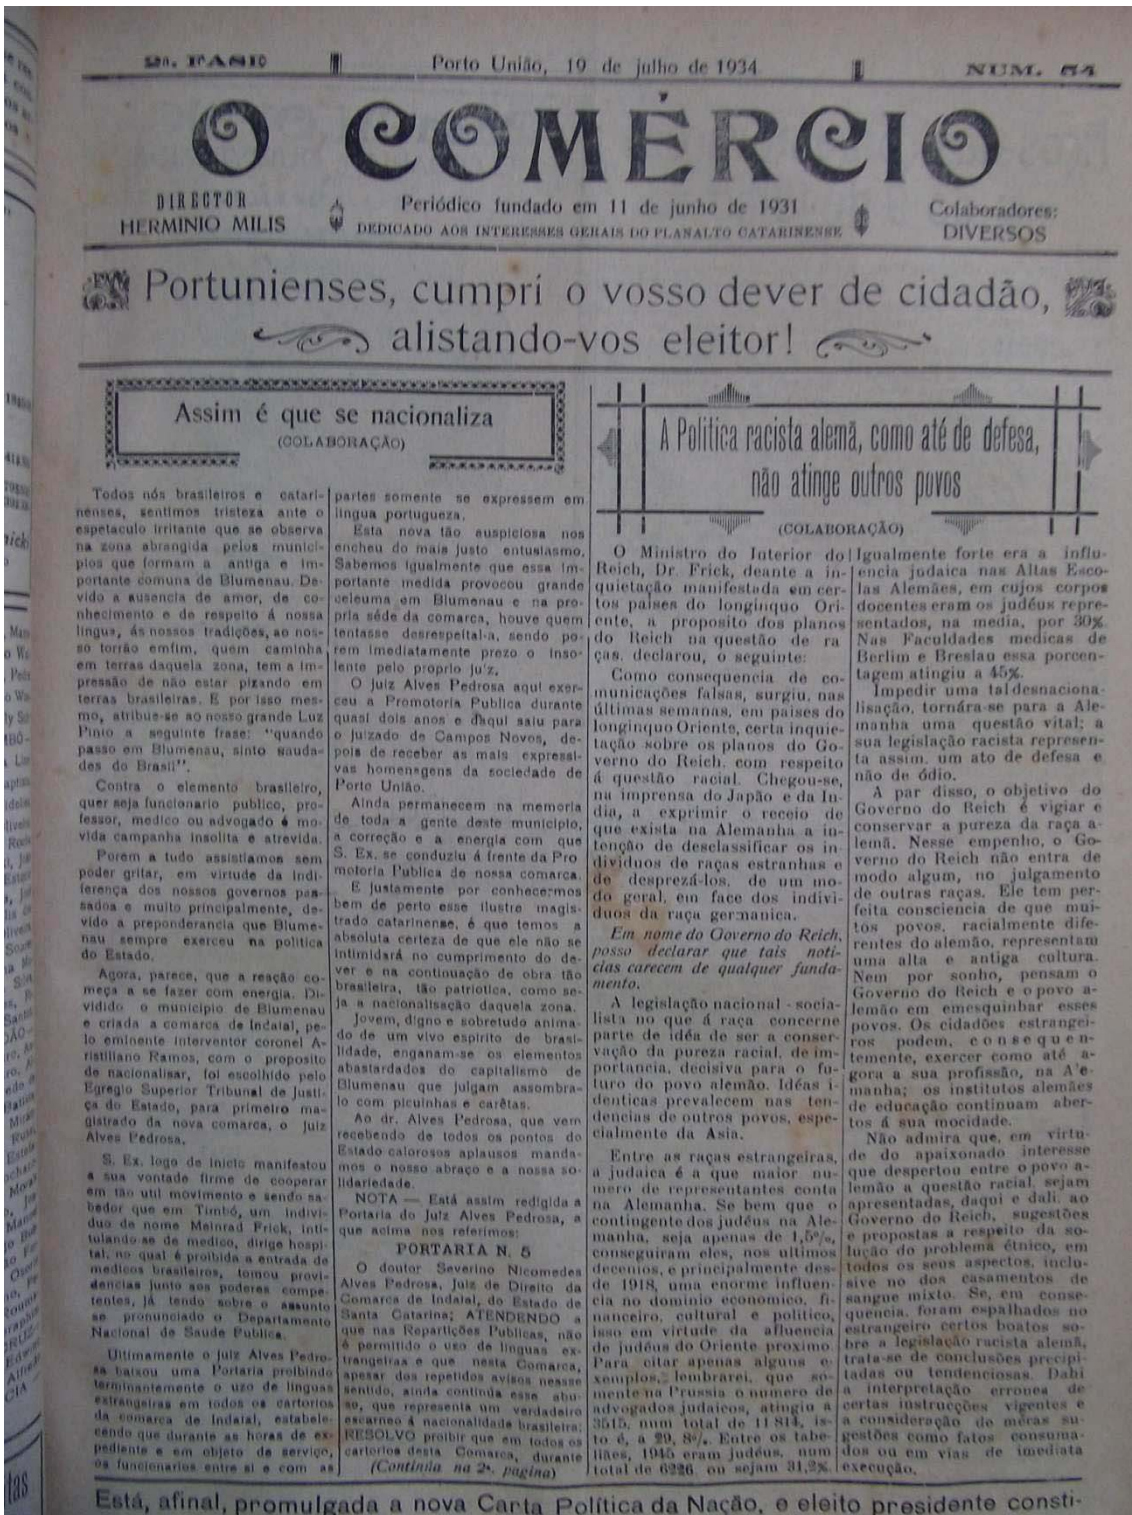 2a. FASE
Porto União, 19 de julho de 1934
NUM. 54
O COMÉRCIO
DIRECTOR
HERMINIO MILIS
Periódico fundado em 11 de junho de 1931
DEDICADO AOS INTERESSES GERAIS DO PLANALTO CATARINENSE
Colaboradores:
DIVERSOS
Portunienses, cumprí o vosso dever de cidadão,
alistando-vos eleitor!
Assim é que se nacionaliza
(COLABORAÇÃO)
Todos nós brasileiros e catari-
nenses, sentimos tristeza ante o
espetaculo irritante que se observa
na zona abrangida pelos munici-
pios que formam a antiga e im-
portante comuna de Blumenau. De-
vido a ausencia de amor, de co-
nhecimento e de respeito á nossa
lingua, ás nossas tradições, ao nos-
so torrão emfim, quem caminha
em terras daquela zona, tem a im-
pressão de não estar pizando em
terras brasileiras. E por isso mes-
mo, atribue-se ao nosso grande Luz
Pinto a seguinte frase: "quando
passo em Blumenau, sinto sauda-
des do Brasil".
Contra o elemento brasileiro,
quer seja funcionario publico, pro-
fessor, medico ou advogado é mo-
vida campanha insolita e atrevida.
Porem a tudo assistiamos sem
poder gritar, em virtude da indi-
ferença dos nossos governos pas-
sados e muito principalmente, de-
vido a preponderancia que Blume-
nau sempre exerceu na politica
do Estado.
Agora, parece, que a reação co-
meça a se fazer com energia. Di-
vidido o municipio de Blumenau
e criada a comarca de Indaial, pe-
lo eminente interventor coronel A-
ristiliano Ramos, com o proposito
de nacionalisar, foi escolhido pelo
Egregio Superior Tribunal de Justi-
ça do Estado, para primeiro ma-
gistrado da nova comarca, o juiz
Alves Pedrosa.
S. Ex. logo de inicio manifestou
a sua vontade firme de cooperar
em tão util movimento e sendo sa-
bedor que em Timbó, um indivi-
duo de nome Meinrad Frick, inti-
tulando-se de medico, dirige hospi-
tal, no qual é proibida a entrada de
medicos brasileiros, tomou provi-
dencias junto aos poderes compe-
tentes, já tendo sobre o assunto
se pronunciado o Departamento
Nacional de Saude Publica.
Ultimamente o juiz Alves Pedro-
sa baixou uma Portaria proibindo
terminantemente o uzo de linguas
extrangeiras em todos os cartorios
da comarca de Indaial, estabele-
cendo que durante as horas de ex-
pediente e em objeto de serviço,
os funcionarios entre si e com as
partes somente se expressem em
lingua portugueza.
Esta nova tão auspiciosa nos
encheu do mais justo entusiasmo.
Sabemos igualmente que essa im-
portante medida provocou grande
celeuma em Blumenau e na pro-
pria séde da comarca, houve quem
tentasse desrespeital-a, sendo po-
rem imediatamente prezo o inso-
lente pelo proprio juiz.
O juiz Alves Pedrosa aqui exer-
ceu a Promotoria Publica durante
quasi dois anos e daqui saiu para
o juizado de Campos Novos, de-
pois de receber as mais expressi-
vas homenagens da sociedade de
Porto União.
Ainda permanecem na memoria
de toda a gente deste municipio,
a correção e a energia com que
S. Ex. se conduziu á frente da Pro
motoria Publica de nossa comarca.
E justamente por conhecermos
bem de perto esse ilustre magis-
trado catarinense, é que temos a
absoluta certeza de que ele não se
intimidará no cumprimento do de-
ver e na continuação de obra tão
brasileira, tão patriotica, como se-
ja a nacionalisação daquela zona.
Jovem, digno e sobretudo anima-
do de um vivo espirito de brasi-
lidade, enganam-se os elementos
abastardados do capitalismo de
Blumenau que julgam assombra-
lo com picuinhas e carêtas.
Ao dr. Alves Pedrosa, que vem
recebendo de todos os pontos do
Estado calorosos aplausos manda-
mos o nosso abraço e a nossa so-
lidariedade.
NOTA — Está assim redigida a
Portaria do Juiz Alves Pedrosa, a
que acima nos referimos:
PORTARIA N. 5
O doutor Severino Nicomedes
Alves Pedrosa, Juiz de Direito da
Comarca de Indaial, do Estado de
Santa Catarina; ATENDENDO a
que nas Repartições Publicas, não
é permitido o uzo de linguas ex-
trangeiras e que nesta Comarca,
apesar dos repetidos avisos nesse
sentido, ainda continúa esse abu-
so, que representa um verdadeiro
escarneo á nacionalidade brasileira;
RESOLVO proibir que em todos os
cartorios desta Comarca, durante
(Continúa na 2a. pagina)
A Politica racista alemã, como até de defesa,
não atinge outros povos
(COLABORAÇÃO)
O Ministro do Interior do
Reich, Dr. Frick, deante a in-
quietação manifestada em cer-
tos países do longinquo Ori-
ente, a proposito dos planos
do Reich na questão de ra
ças, declarou, o seguinte:
Como consequencia de co-
municações falsas, surgiu, nas
últimas semanas, em países do
longinquo Oriente, certa inquie-
tação sobre os planos do Go-
verno do Reich, com respeito
á questão racial. Chegou-se,
na imprensa do Japão e da In-
dia, a exprimir o receio de
que exista na Alemanha a in-
tenção de desclassificar os in-
dividuos de raças estranhas e
de desprezá-los, de um mo-
do geral, em face dos indivi-
duos da raça germanica.
Em nome do Governo do Reich,
posso declarar que tais noti-
cias carecem de qualquer funda-
mento.
A legislação nacional-socia-
lista no que á raça concerne
parte de idéa de ser a conser-
vação da pureza racial, de im-
portancia, decisiva para o fu-
turo do povo alemão. Idéas i-
denticas prevalecem nas ten-
dencias de outros povos, espe-
cialmente da Asia.
Entre as raças estrangeiras,
a judaica é a que maior nu-
mero de representantes conta
na Alemanha. Se bem que o
contingente dos judéus na Ale-
manha, seja apenas de 1,5%,
conseguiram eles, nos ultimos
decenios, e principalmente des-
de 1918, uma enorme influen-
cia no dominio economico, fi-
nanceiro, cultural e politico,
isso em virtude da afluencia
de judéus do Oriente proximo
Para citar apenas alguns e-
xemplos, lembrarei, que so-
mente na Prussia o numero de
advogados judaicos, atingiu á
3515, num total de 11 814, is-
to é, a 29, 8%. Entre os tabe-
liães, 1945 eram judéus, num
total de 6226, ou sejam 31,2%.
Igualmente forte era a influ-
encia judaica nas Altas Esco-
las Alemães, em cujos corpos
docentes eram os judéus repre-
sentados, na media, por 30%.
Nas Faculdades medicas de
Berlim e Breslau essa porcen-
tagem atingiu a 45%.
Impedir uma tal desnaciona-
lisação, tornára-se para a Ale-
manha uma questão vital; a
sua legislação racista represen-
ta assim, um ato de defesa e
não de ódio.
A par disso, o objetivo do
Governo do Reich é vigiar e
conservar a pureza da raça a-
lemã. Nesse empenho, o Go-
verno do Reich não entra de
modo algum, no julgamento
de outras raças. Ele tem per-
feita consciencia de que mui-
tos povos, racialmente dife-
rentes do alemão, representam
uma alta e antiga cultura.
Nem por sonho, pensam o
Governo do Reich e o povo a-
lemão em emesquinhar esses
povos. Os cidadões estrangei-
ros podem, consequen-
temente, exercer como até a-
gora a sua profissão, na A'e-
manha; os institutos alemães
de educação continuam aber-
tos á sua mocidade.
Não admira que, em virtu-
de do apaixonado interesse
que despertou entre o povo a-
lemão a questão racial, sejam
apresentadas, daqui e dali, ao
Governo do Reich, sugestões
e propostas a respeito da so-
lução do problema étnico, em
todos os seus aspectos, inclu-
sive no dos casamentos de
sangue mixto. Se, em conse-
quencia, foram espalhados no
estrangeiro certos boatos so-
bre a legislação racista alemã,
trata-se de conclusões precipi-
tadas ou tendenciosas. Dahi
a interpretação erronea de
certas instrucções vigentes e
a consideração de méras su-
gestões como fatos consuma-
dos ou em vias de imediata
execução.
Está, afinal, promulgada a nova Carta Política da Nação, e eleito presidente consti-